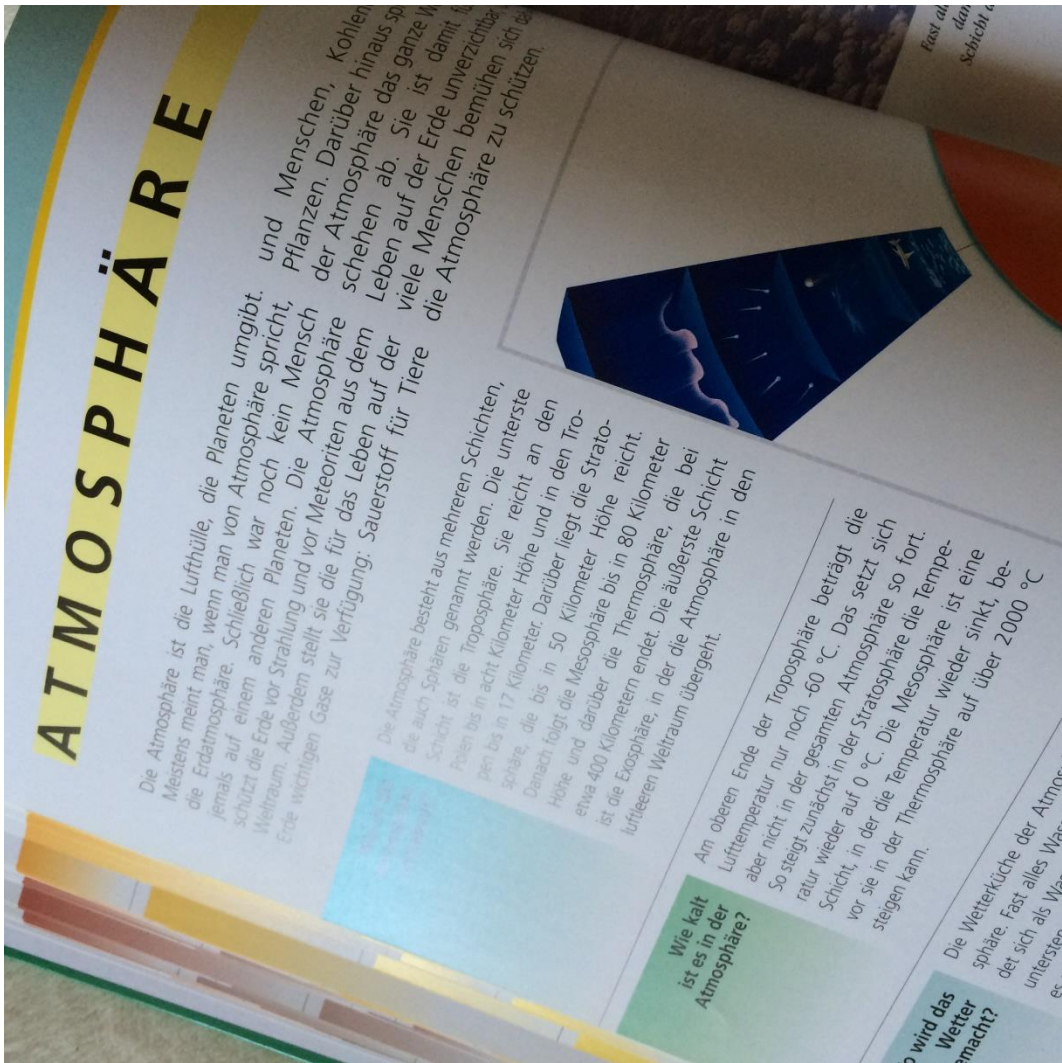 ATMOSPHÄRE
Die Atmosphäre ist die Lufthülle, die Planeten umgibt.
Meistens meint man, wenn man von Atmosphäre spricht,
die Erdatmosphäre. Schließlich war noch kein Mensch
jemals auf einem anderen Planeten. Die Atmosphäre
schützt die Erde vor Strahlung und vor Meteoriten aus dem
Weltraum. Außerdem stellt sie die für das Leben auf der
Erde wichtigen Gase zur Verfügung: Sauerstoff für Tiere
und Menschen, Kohlen
Pflanzen. Darüber hinaus sp
der Atmosphäre das ganze W
schehen ab. Sie ist damit fü
Leben auf der Erde unverzichtbar
viele Menschen bemühen sich
die Atmosphäre zu schützen.
Die Atmosphäre besteht aus mehreren Schichten,
die auch Sphären genannt werden. Die unterste
Schicht ist die Troposphäre. Sie reicht an den
Polen bis in acht Kilometer Höhe und in den Tro-
pen bis in 17 Kilometer. Darüber liegt die Strato-
sphäre, die bis in 50 Kilometer Höhe reicht.
Danach folgt die Mesosphäre bis in 80 Kilometer
Höhe und darüber die Thermosphäre, die bei
etwa 400 Kilometern endet. Die äußerste Schicht
ist die Exosphäre, in der die Atmosphäre in den
luftleeren Weltraum übergeht.
Wie kalt
ist es in der
Atmosphäre?
Am oberen Ende der Troposphäre beträgt die
Lufttemperatur nur noch -60 °C. Das setzt sich
aber nicht in der gesamten Atmosphäre so fort.
So steigt zunächst in der Stratosphäre die Tempe-
ratur wieder auf 0 °C. Die Mesosphäre ist eine
Schicht, in der die Temperatur wieder sinkt, be-
vor sie in der Thermosphäre auf über 2000 °C
steigen kann.
o wird das
Wetter
emacht?
Die Wetterküche der Atmos
sphäre. Fast alles Was
det sich als Was
untersten
es
Fast al
dan
Schicht d